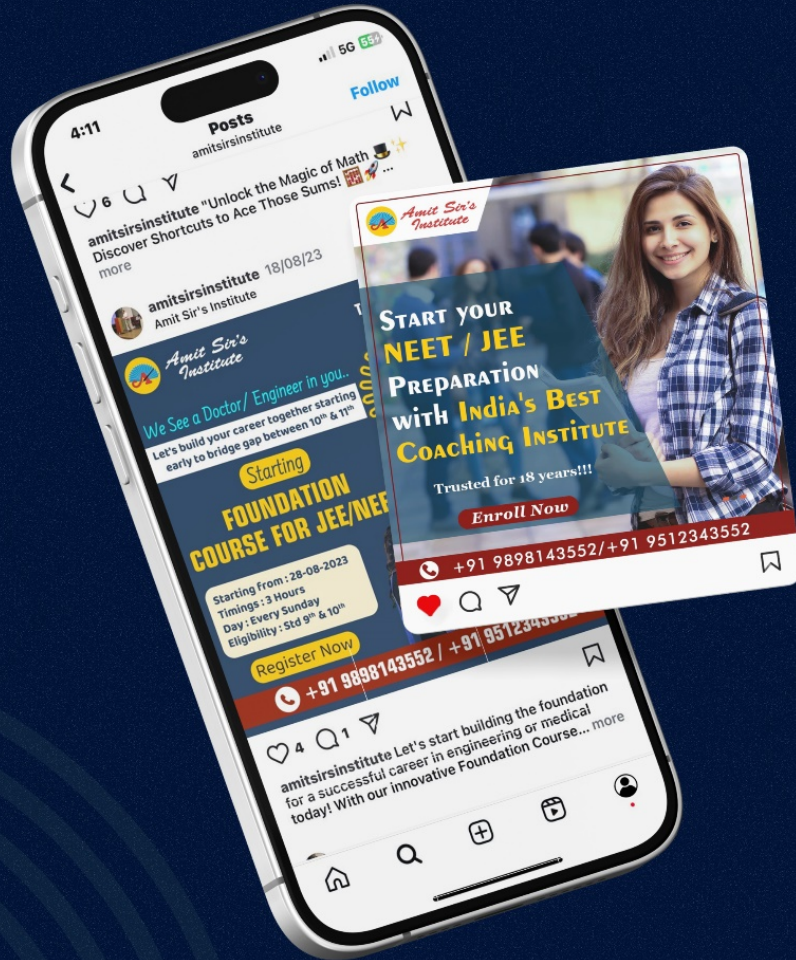 4:11
5G 55
Posts
amitsirsinstitute
Follow
6
amitsirsinstitute "Unlock the Magic of Math
Discover Shortcuts to Ace Those Sums! ...
more
amitsirsinstitute 18/08/23
Amit Sir's Institute
Amit Sir's
Institute
We See a Doctor/ Engineer in you..
Let's build your career together starting
early to bridge gap between 10th & 11th
Starting
FOUNDATION
COURSE FOR JEE/NEE
Starting from : 28-08-2023
Timings : 3 Hours
Day : Every Sunday
Eligibility : Std 9th & 10th
Register Now
+91 9898143552 / +91 9512343552
4 1
amitsirsinstitute Let's start building the foundation
for a successful career in engineering or medical
today! With our innovative Foundation Course... more
Amit Sir's
Institute
START YOUR
NEET / JEE
PREPARATION
WITH INDIA'S BEST
COACHING INSTITUTE
Trusted for 18 years!!!
Enroll Now
+91 9898143552/+91 9512343552